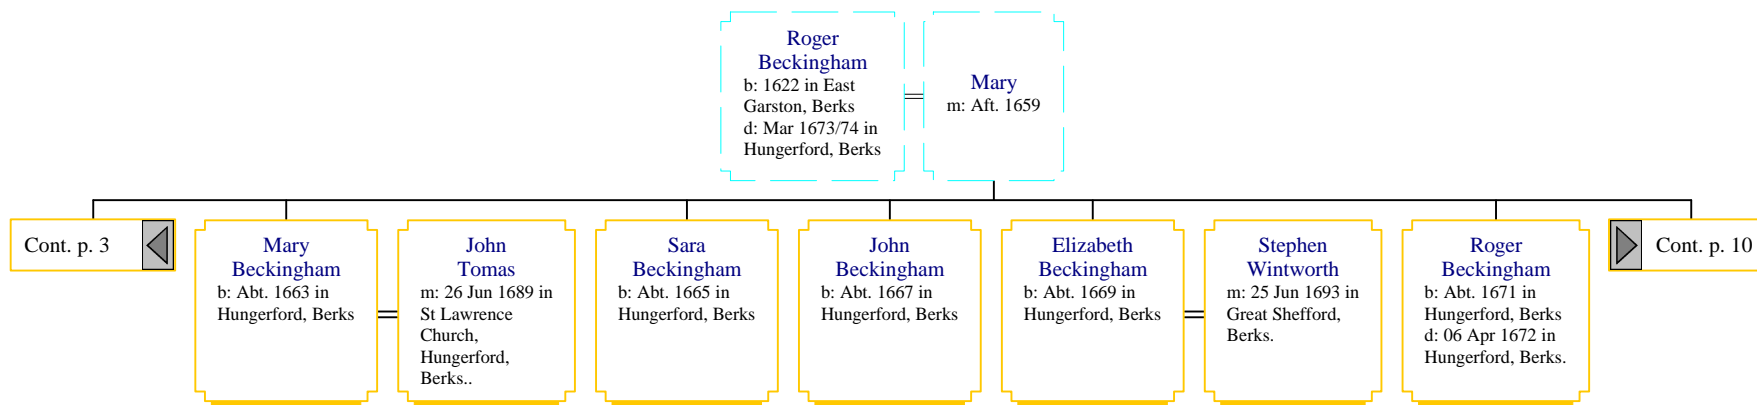 Roger
Beckingham
b: 1622 in East
Garston, Berks
d: Mar 1673/74 in
Hungerford, Berks
Mary
m: Aft. 1659
Cont. p. 3
Mary
Beckingham
b: Abt. 1663 in
Hungerford, Berks
John
Tomas
m: 26 Jun 1689 in
St Lawrence
Church,
Hungerford,
Berks..
Sara
Beckingham
b: Abt. 1665 in
Hungerford, Berks
John
Beckingham
b: Abt. 1667 in
Hungerford, Berks
Elizabeth
Beckingham
b: Abt. 1669 in
Hungerford, Berks
Stephen
Wintworth
m: 25 Jun 1693 in
Great Shefford,
Berks.
Roger
Beckingham
b: Abt. 1671 in
Hungerford, Berks
d: 06 Apr 1672 in
Hungerford, Berks.
Cont. p. 10